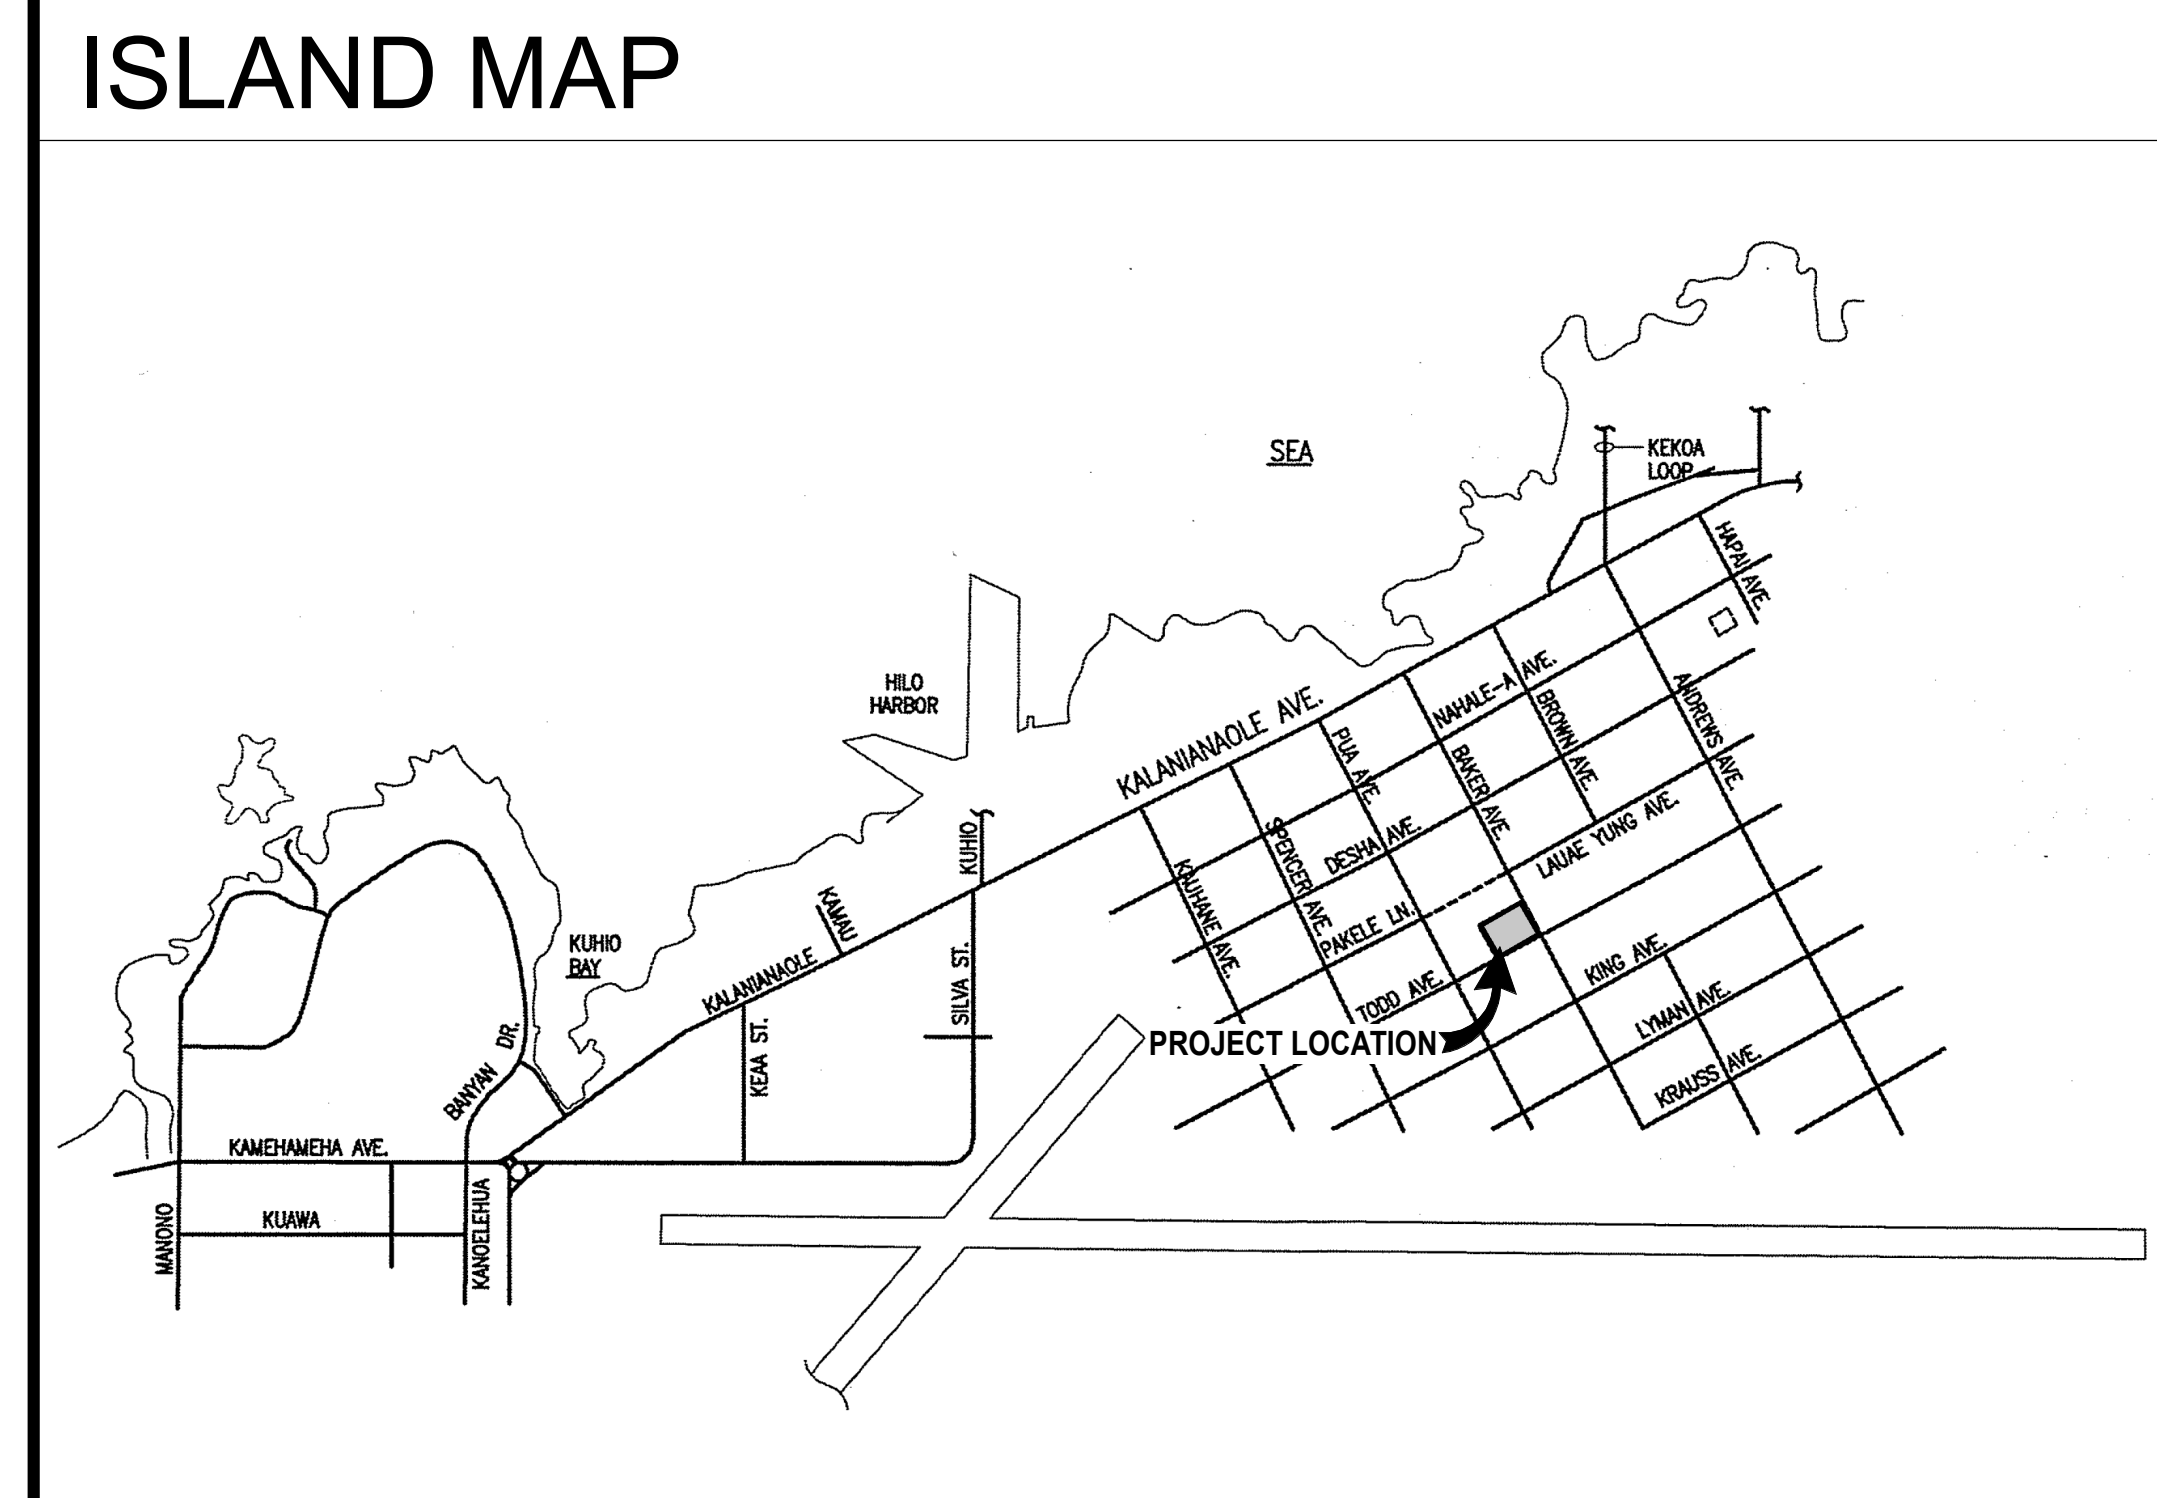 ISLAND MAP
SEA
KEKOA
LOOP
HAPAI AVE.
HILO
HARBOR
KALANIANAOLE AVE.
NAHALE-A AVE.
PUA AVE.
BAKER AVE.
BROWN AVE.
ANDREWS AVE.
SPENCER AVE.
DESHA AVE.
LAUAE YUNG AVE.
KAUHANE AVE.
PAKELE LN.
KUHIO
KAMAU
KUHIO
BAY
KALANIANAOLE
SILVA ST.
TODD AVE.
KING AVE.
LYMAN AVE.
KRAUSS AVE.
PROJECT LOCATION
KEAA ST.
BANYAN DR.
KAMEHAMEHA AVE.
MANONO
KUAWA
KANOELEHUA